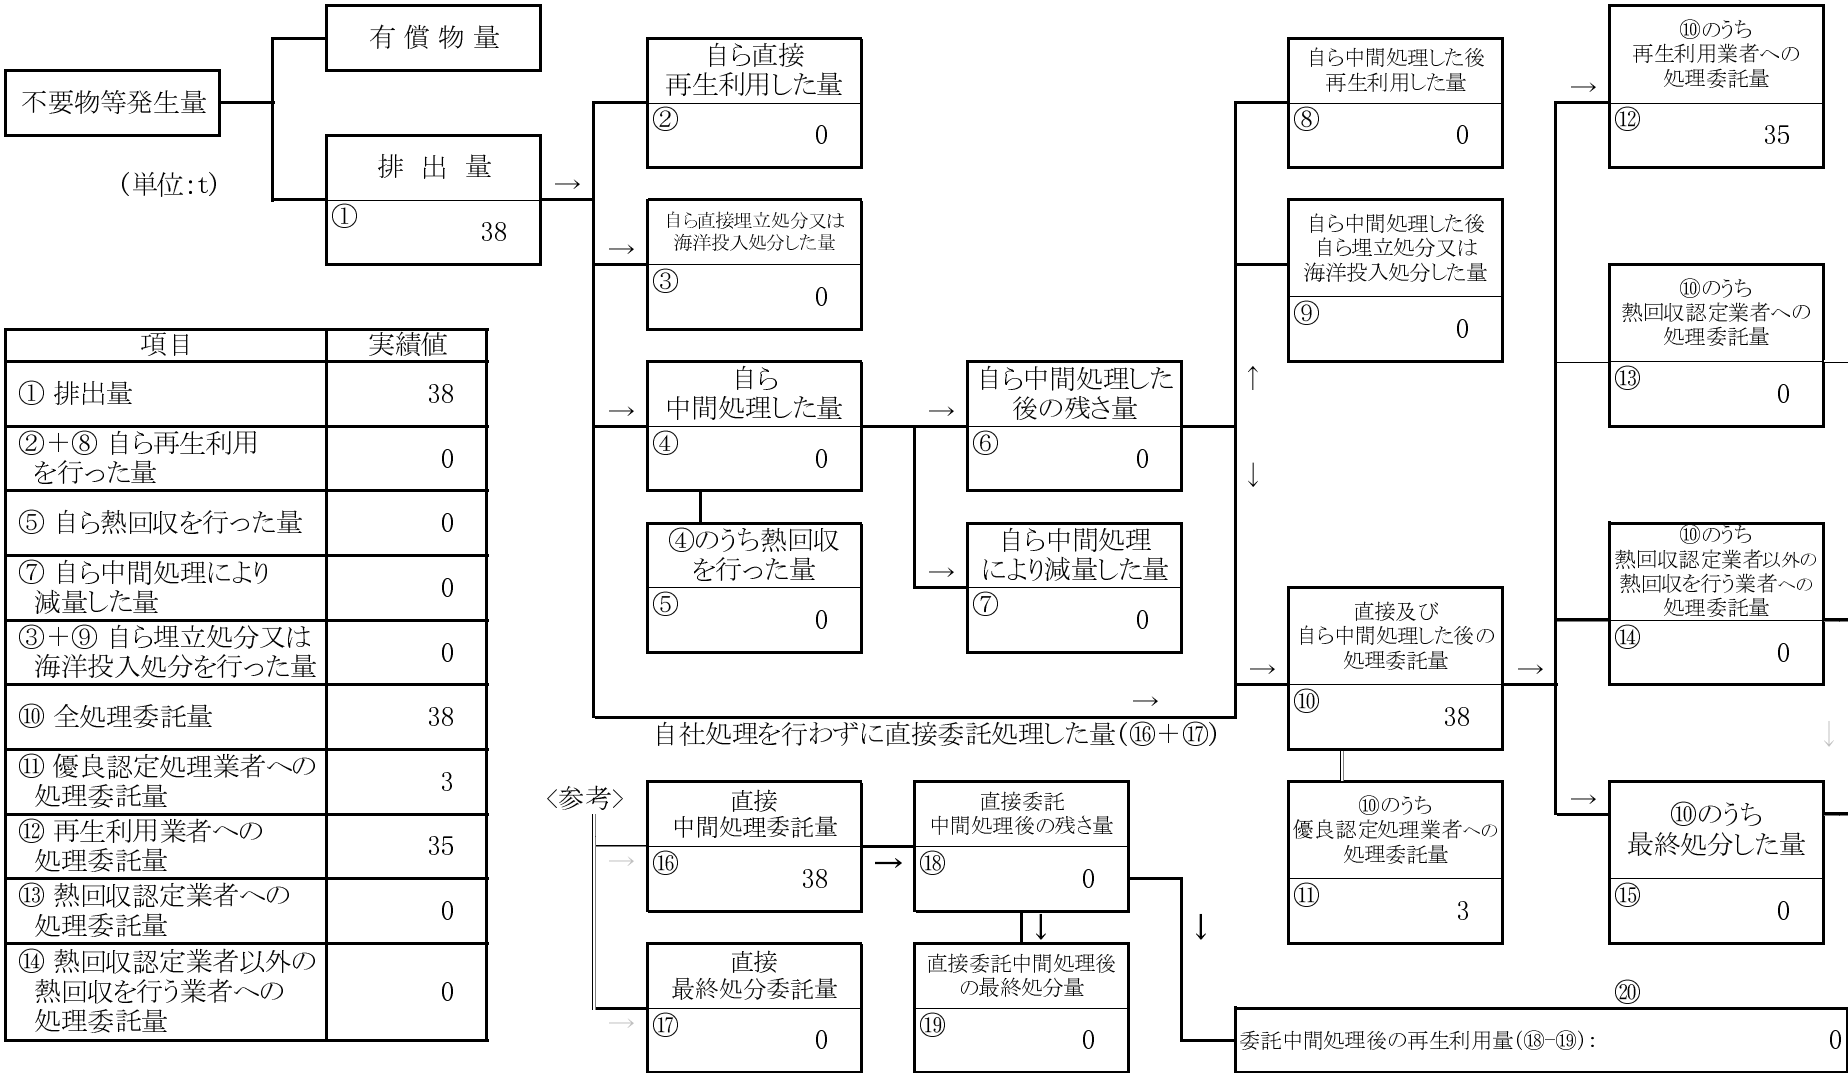 有 償 物 量
不要物等発生量
排 出 量
①
38
(単位:t)
→
自ら直接
再生利用した量
②
0
→
自ら直接埋立処分又は
海洋投入処分した量
③
0
→
自ら
中間処理した量
④
0
④のうち熱回収
を行った量
⑤
0
→
自ら中間処理した
後の残さ量
⑥
0
→
自ら中間処理
により減量した量
⑦
0
→
自社処理を行わずに直接委託処理した量(⑯+⑰)
自ら中間処理した後
再生利用した量
⑧
0
自ら中間処理した後
自ら埋立処分又は
海洋投入処分した量
⑨
0
↑
↓
→
直接及び
自ら中間処理した後の
処理委託量
⑩
38
⑩のうち
優良認定処理業者への
処理委託量
⑪
3
→
→
⑩のうち
再生利用業者への
処理委託量
⑫
35
⑩のうち
熱回収認定業者への
処理委託量
⑬
0
⑩のうち
熱回収認定業者以外の
熱回収を行う業者への
処理委託量
⑭
0
↓
→
⑩のうち
最終処分した量
⑮
0
項目 実績値
① 排出量 38
②+⑧ 自ら再生利用
を行った量 0
⑤ 自ら熱回収を行った量 0
⑦ 自ら中間処理により
減量した量 0
③+⑨ 自ら埋立処分又は
海洋投入処分を行った量 0
⑩ 全処理委託量 38
⑪ 優良認定処理業者への
処理委託量 3
⑫ 再生利用業者への
処理委託量 35
⑬ 熱回収認定業者への
処理委託量 0
⑭ 熱回収認定業者以外の
熱回収を行う業者への
処理委託量 0
<参考>
→
直接
中間処理委託量
⑯
38
→
直接委託
中間処理後の残さ量
⑱
0
↓
↓
→
直接
最終処分委託量
⑰
0
直接委託中間処理後
の最終処分量
⑲
0
⑳
委託中間処理後の再生利用量(⑱-⑲): 0